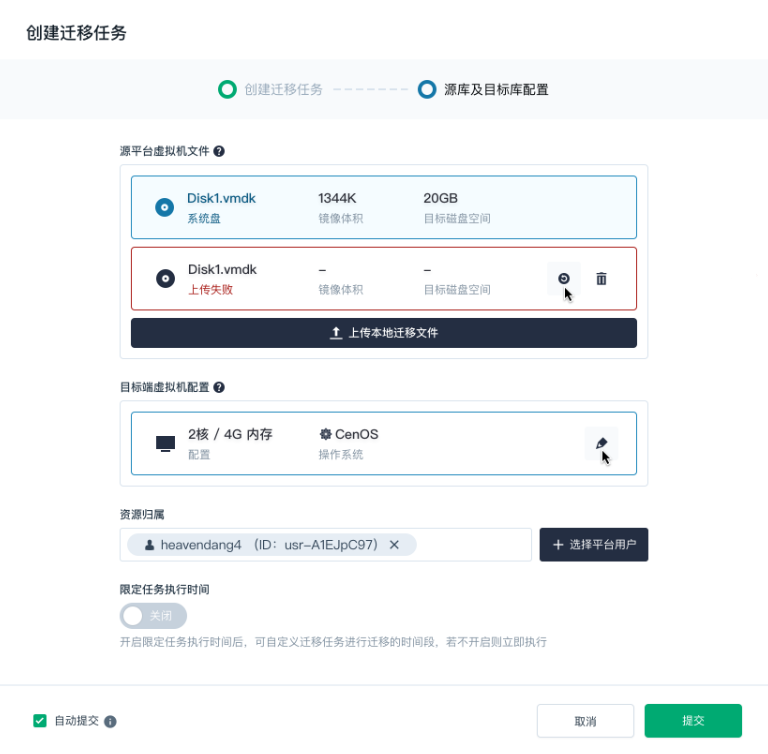 创建迁移任务
创建迁移任务 源库及目标库配置
源平台虚拟机文件
Disk1.vmdk 1344K 20GB
系统盘 镜像体积 目标磁盘空间
Disk1.vmdk – –
上传失败 镜像体积 目标磁盘空间
上传本地迁移文件
目标端虚拟机配置
2核 / 4G 内存 CenOS
配置 操作系统
资源归属
heavendang4 （ID：usr-A1EJpC97） 选择平台用户
限定任务执行时间
关闭
开启限定任务执行时间后，可自定义迁移任务进行迁移的时间段，若不开启则立即执行
自动提交 取消 提交